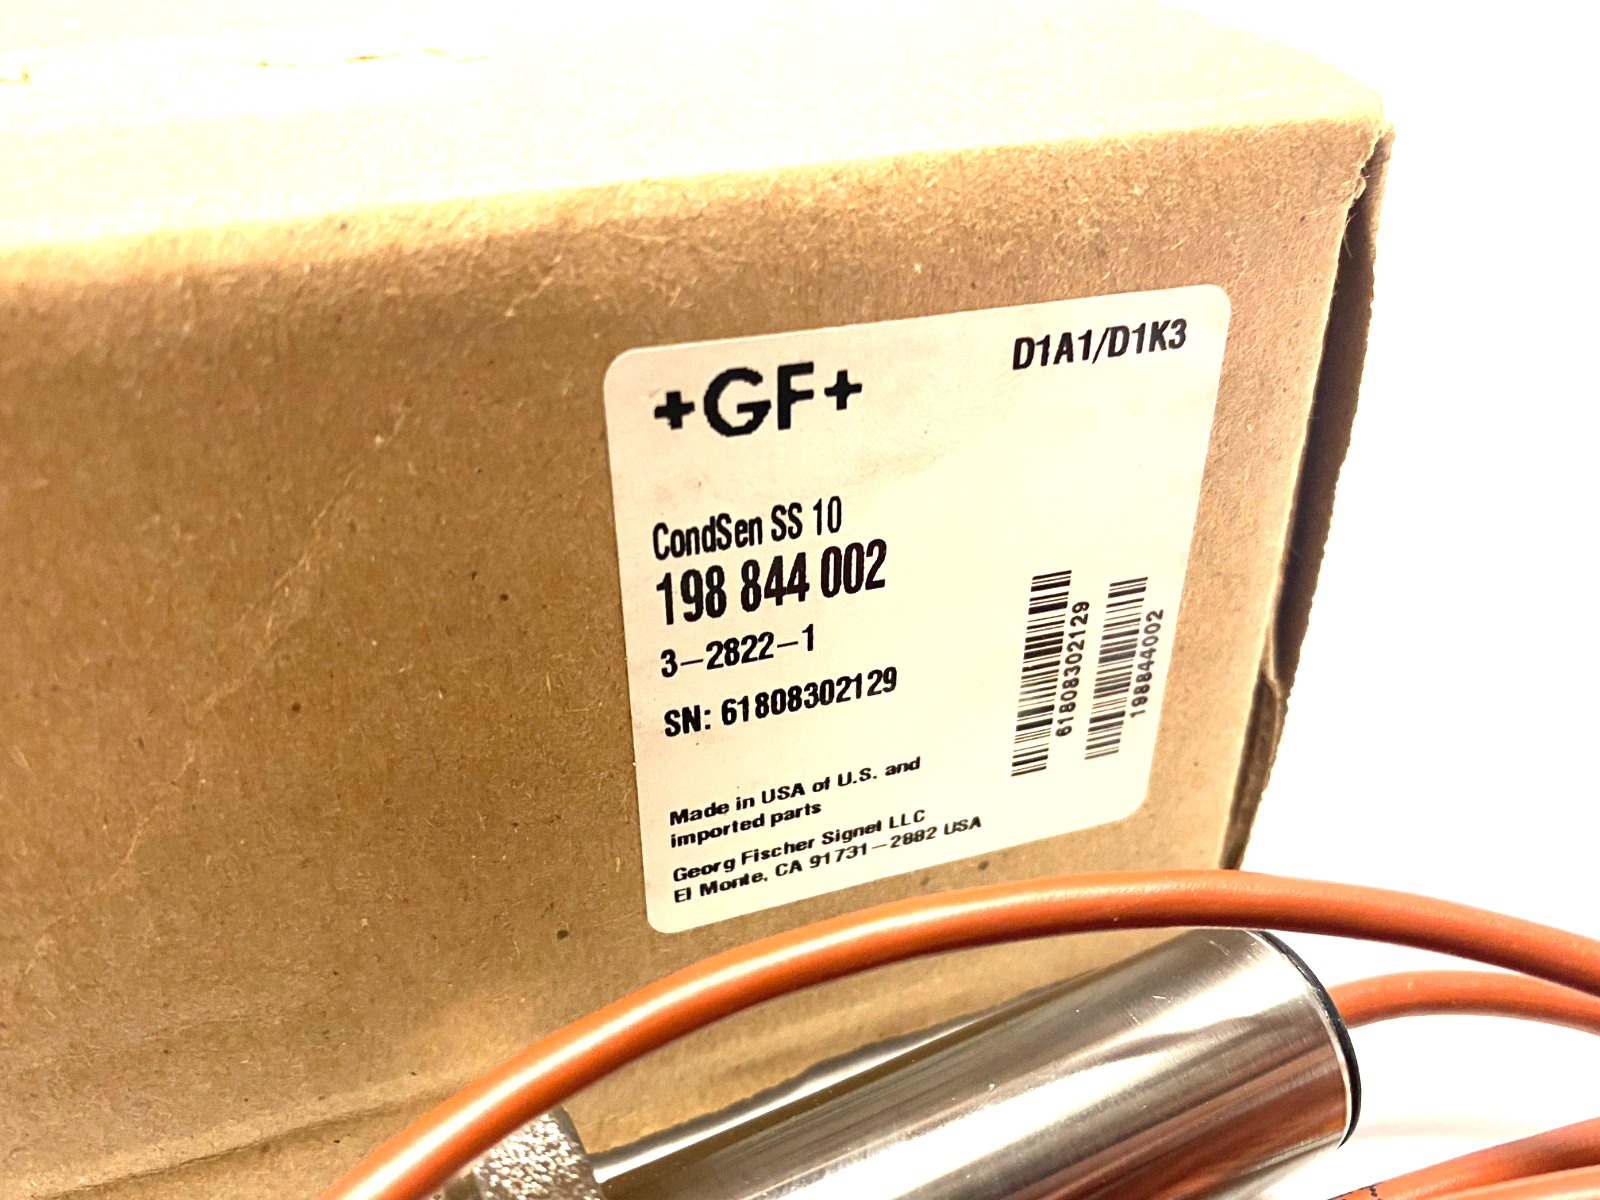 +GF+
D1A1/D1K3
CondSen SS 10
198 844 002
3-2822-1
SN: 61808302129
61808302129
198844002
Made in USA of U.S. and
imported parts
Georg Fischer Signet LLC
El Monte, CA 91731-2882 USA